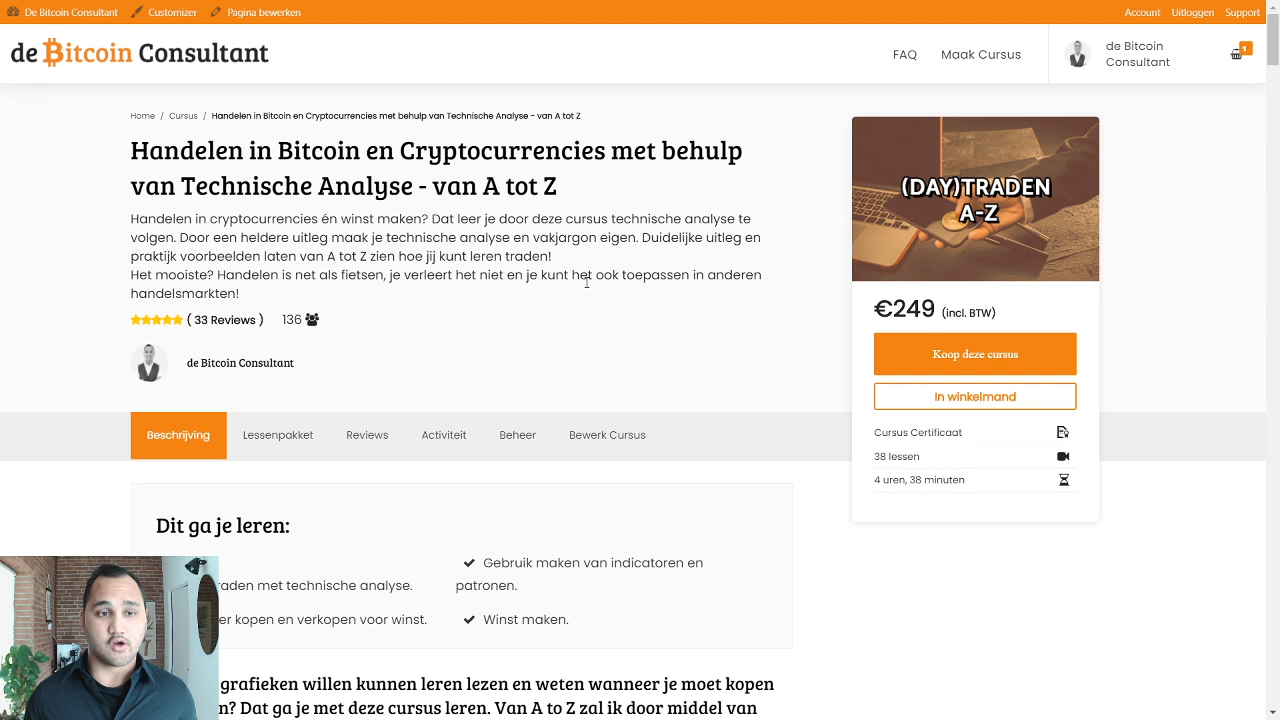 De Bitcoin Consultant Customizer Pagina bewerken Account Uitloggen Support
de Bitcoin Consultant
FAQ Maak Cursus
de Bitcoin
Consultant
1
Home / Cursus / Handelen in Bitcoin en Cryptocurrencies met behulp van Technische Analyse - van A tot Z
Handelen in Bitcoin en Cryptocurrencies met behulp
van Technische Analyse - van A tot Z
Handelen in cryptocurrencies én winst maken? Dat leer je door deze cursus technische analyse te
volgen. Door een heldere uitleg maak je technische analyse en vakjargon eigen. Duidelijke uitleg en
praktijk voorbeelden laten van A tot Z zien hoe jij kunt leren traden!
Het mooiste? Handelen is net als fietsen, je verleert het niet en je kunt het ook toepassen in anderen
handelsmarkten!
( 33 Reviews ) 136
de Bitcoin Consultant
(DAY)TRADEN
A-Z
€249 (incl. BTW)
Koop deze cursus
In winkelmand
Cursus Certificaat
38 lessen
4 uren, 38 minuten
Beschrijving Lessenpakket Reviews Activiteit Beheer Bewerk Cursus
Dit ga je leren:
raden met technische analyse.
er kopen en verkopen voor winst.
Gebruik maken van indicatoren en
patronen.
Winst maken.
grafieken willen kunnen leren lezen en weten wanneer je moet kopen
n? Dat ga je met deze cursus leren. Van A to Z zal ik door middel van